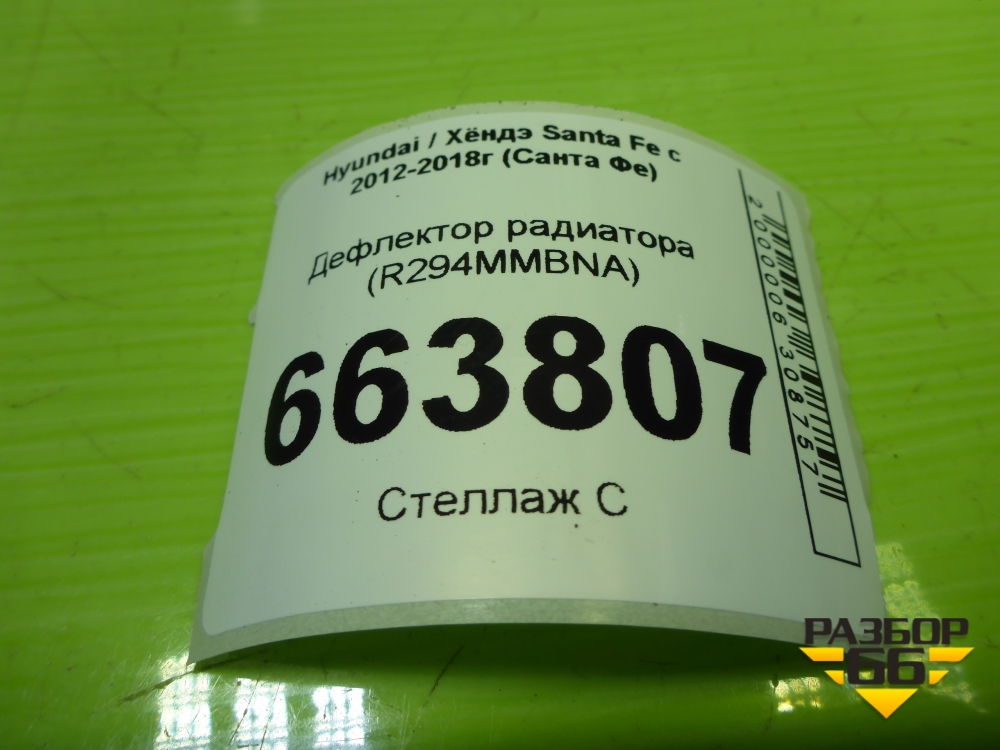 Hyundai / Хёндэ Santa Fe с
2012-2018г (Санта Фе)
Дефлектор радиатора
(R294MMBNA)
663807
Стеллаж С
2000006308757
РАЗБОР
66